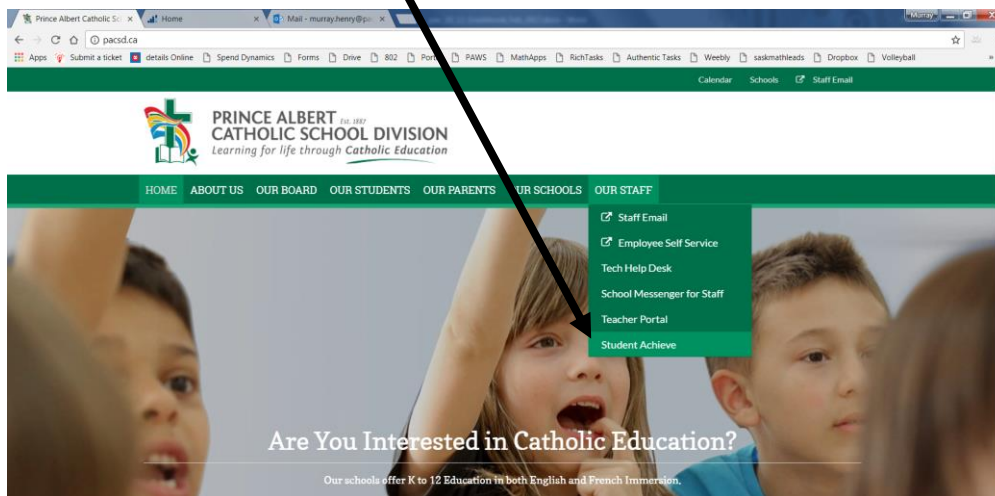 Prince Albert Catholic Sc
Home
Mail - murray.henry@pa
Murray
pacsd.ca
Apps Submit a ticket details Online Spend Dynamics Forms Drive 802 PAWS MathApps RichTasks Authentic Tasks Weebly saskmathleads Dropbox Volleyball »
Calendar Schools Staff Email
PRINCE ALBERT Est. 1887
CATHOLIC SCHOOL DIVISION
Learning for life through Catholic Education
HOME ABOUT US OUR BOARD OUR STUDENTS OUR PARENTS OUR SCHOOLS OUR STAFF
Staff Email
Employee Self Service
Tech Help Desk
School Messenger for Staff
Teacher Portal
Student Achieve
Are You Interested in Catholic Education?
Our schools offer K to 12 Education in both English and French Immersion.